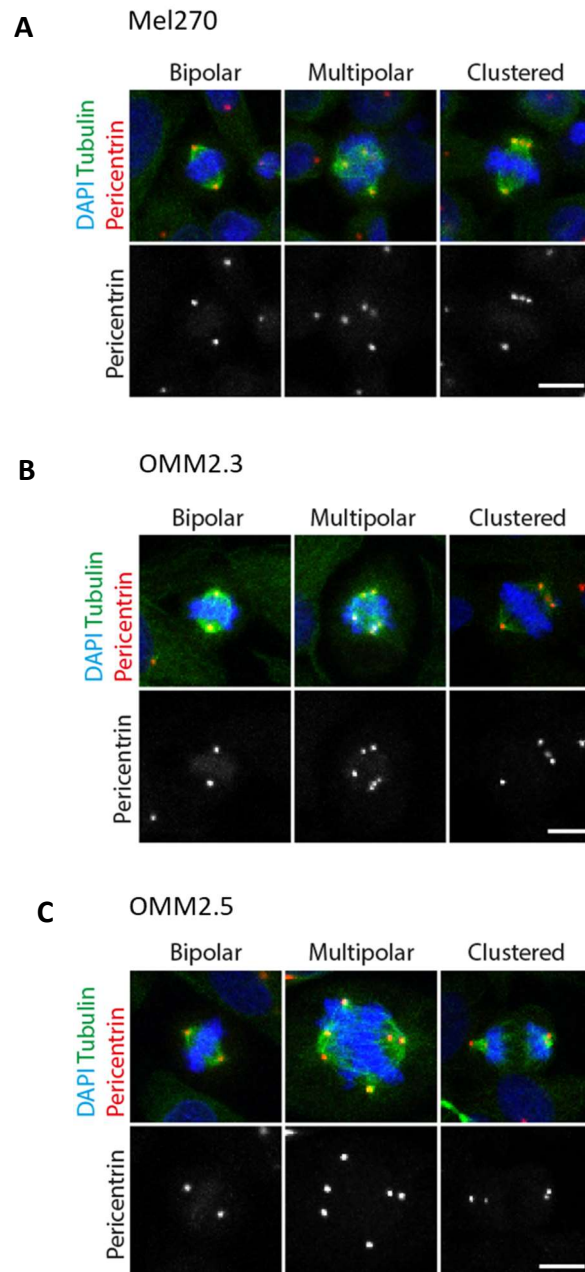 A
Mel270
Bipolar Multipolar Clustered
DAPI Tubulin
Pericentrin
Pericentrin
B
OMM2.3
Bipolar Multipolar Clustered
DAPI Tubulin
Pericentrin
Pericentrin
C
OMM2.5
Bipolar Multipolar Clustered
DAPI Tubulin
Pericentrin
Pericentrin